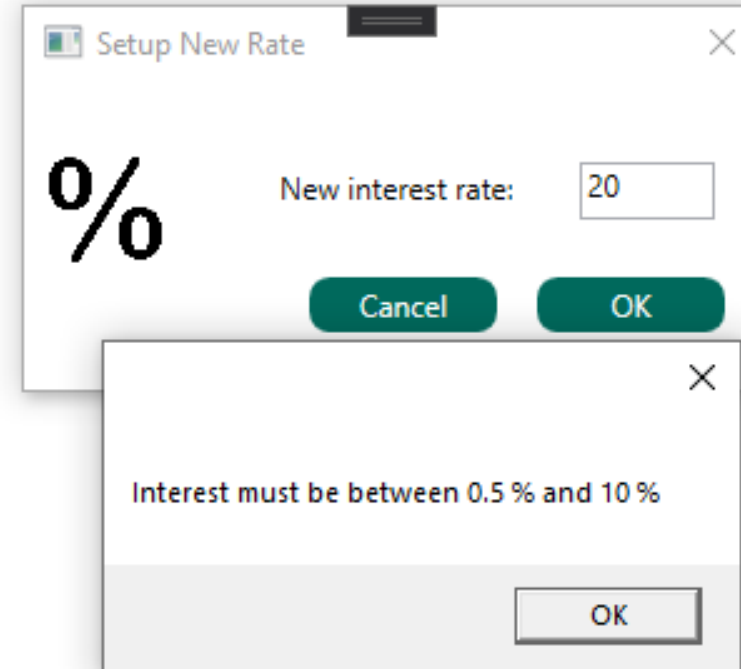 Setup New Rate
%
New interest rate: 20
Cancel OK
Interest must be between 0.5 % and 10 %
OK